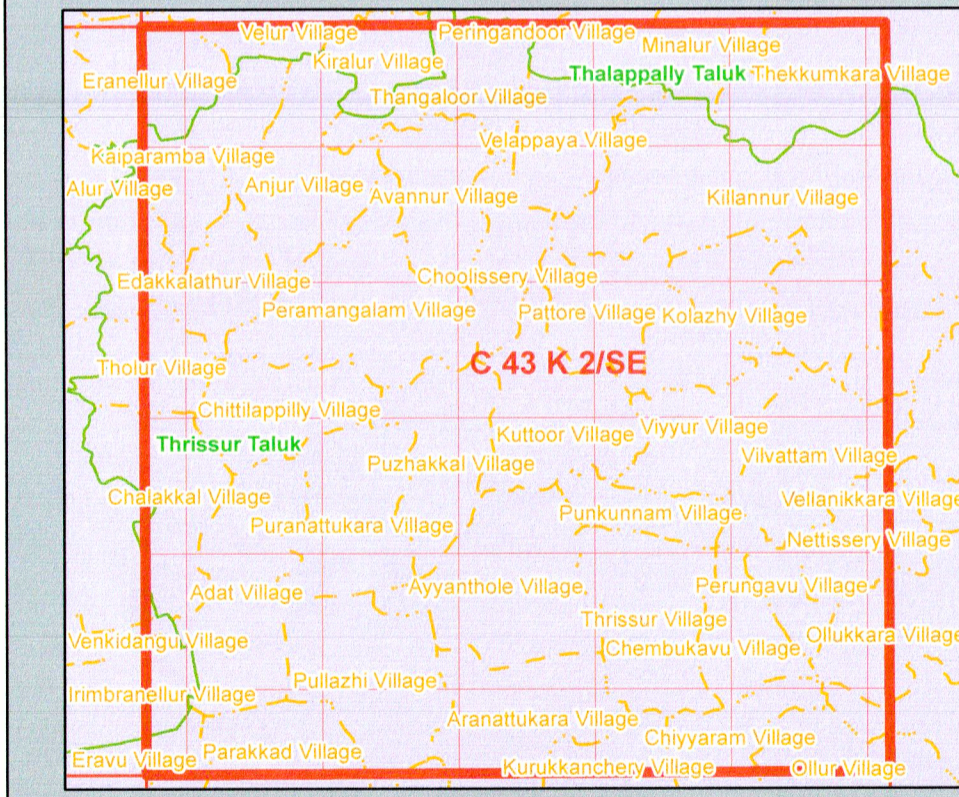 Velur Village
Peringandoor Village
Minalur Village
Kiralur Village
Thalappally Taluk
Thekkumkara Village
Eranellur Village
Thangaloor Village
Velappaya Village
Kaiparamba Village
Alur Village
Anjur Village
Avannur Village
Killannur Village
Choolissery Village
Edakkalathur Village
Peramangalam Village
Pattore Village
Kolazhy Village
C 43 K 2/SE
Tholur Village
Chittilappilly Village
Kuttoor Village
Viyyur Village
Thrissur Taluk
Puzhakkal Village
Vilvattam Village
Chalakkal Village
Vellanikkara Village
Puranattukara Village
Punkunnam Village
Nettissery Village
Adat Village
Ayyanthole Village
Perungavu Village
Thrissur Village
Venkidangu Village
Chembukavu Village
Ollukkara Village
Pullazhi Village
Irimbranellur Village
Aranattukara Village
Chiyyaram Village
Eravu Village
Parakkad Village
Kurukkanchery Village
Ollur Village